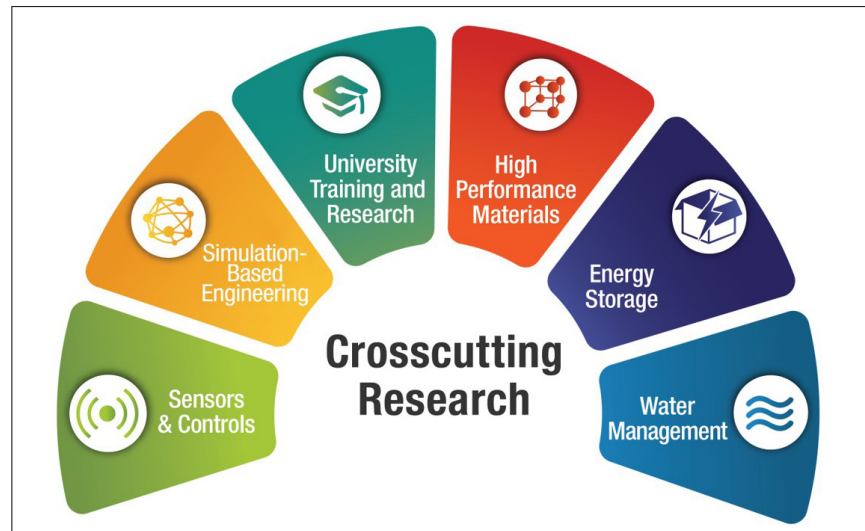 Sensors
& Controls
Simulation-
Based
Engineering
University
Training and
Research
High
Performance
Materials
Energy
Storage
Water
Management
Crosscutting
Research